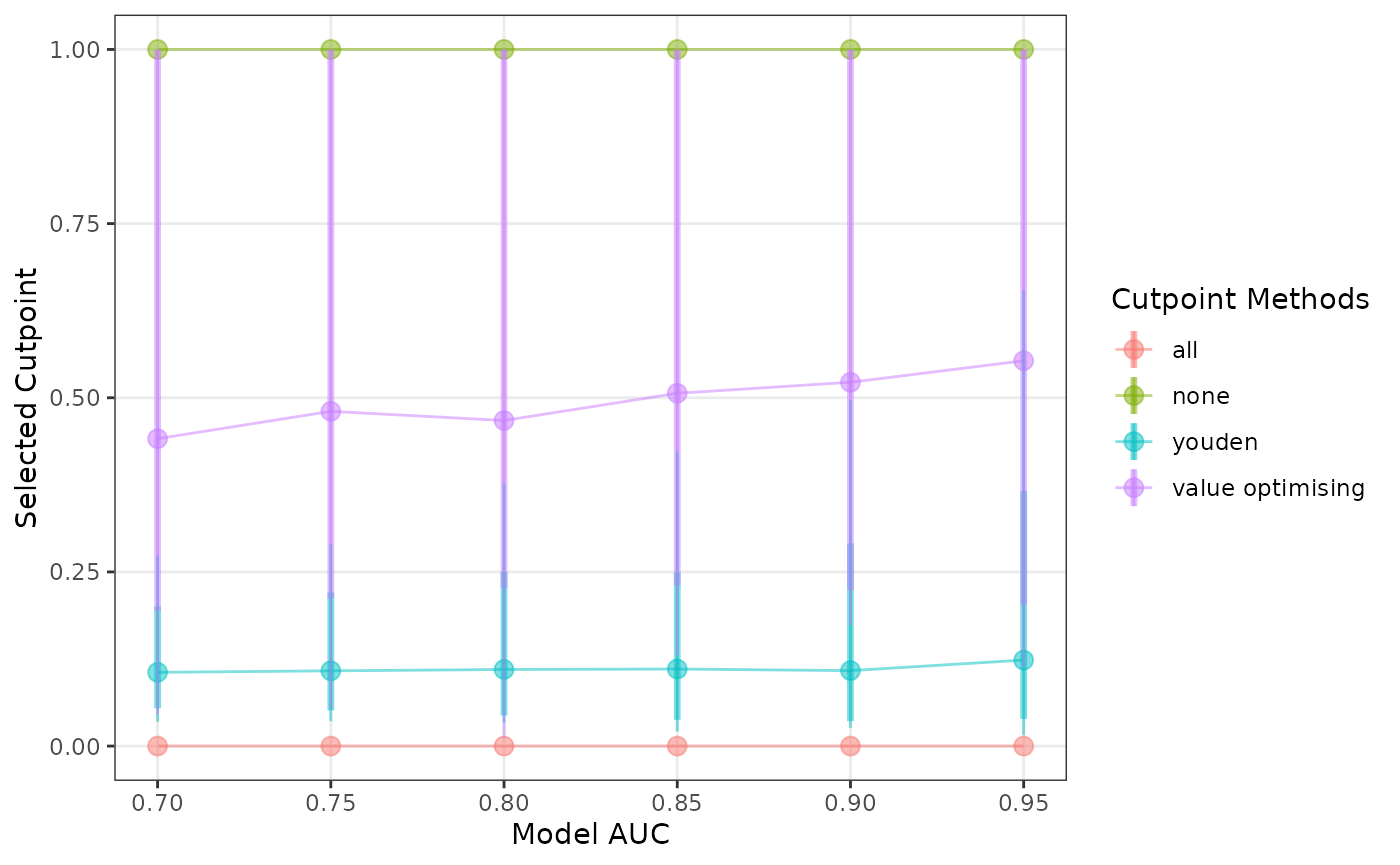 1.00
0.75
0.50
0.25
0.00
Selected Cutpoint
0.70 0.75 0.80 0.85 0.90 0.95
Model AUC
Cutpoint Methods
all
none
youden
value optimising